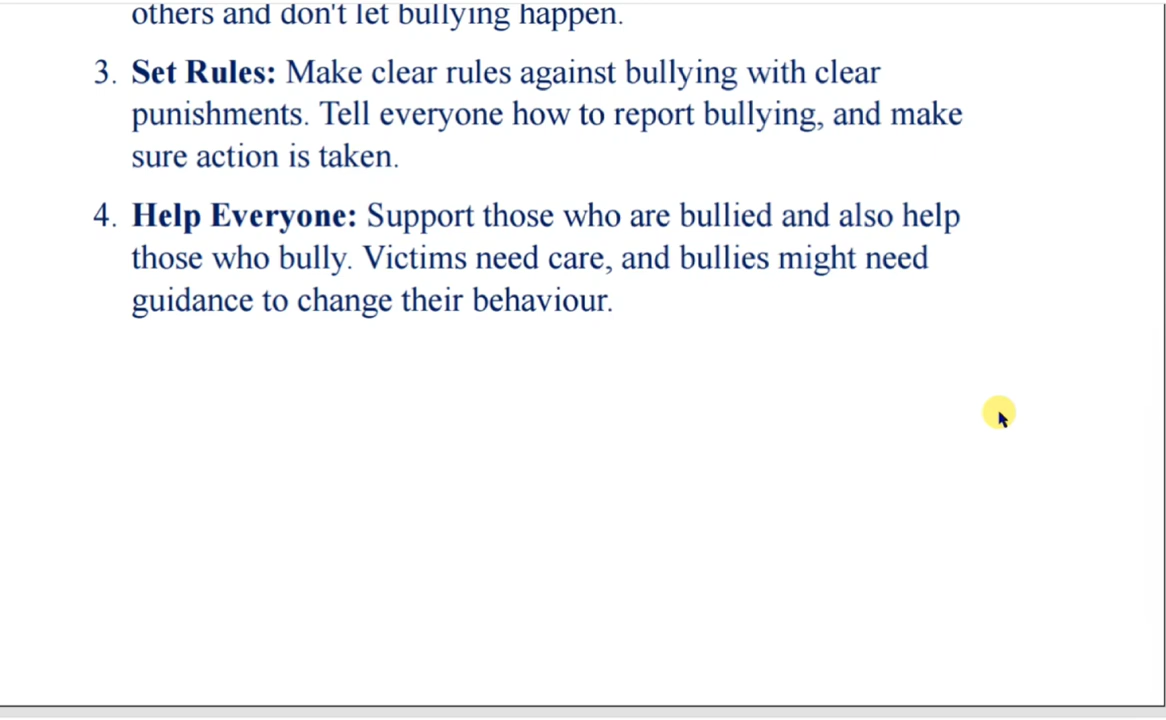 others and don't let bullying happen.
3. Set Rules: Make clear rules against bullying with clear
punishments. Tell everyone how to report bullying, and make
sure action is taken.
4. Help Everyone: Support those who are bullied and also help
those who bully. Victims need care, and bullies might need
guidance to change their behaviour.